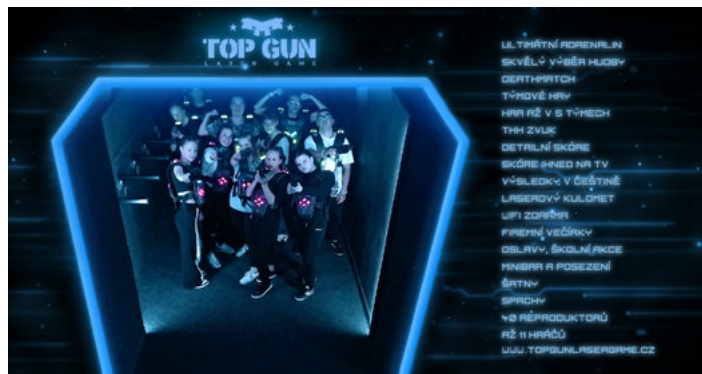 TOP GUN
LASER GAME
ULTIMÁTNÍ ADRENALIN
SKVĚLÝ VÝBĚR HUDBY
DEATHMATCH
TÝMOVÉ HRY
HRA AŽ V 5 TÝMECH
THX ZVUK
DETAILNÍ SKÓRE
SKÓRE IHNED NA TV
VÝSLEDKY V ČEŠTINĚ
LASEROVÝ KULOMET
WIFI ZDARMA
FIREMNÍ VEČÍRKY
OSLAVY, ŠKOLNÍ AKCE
MINIBAR A POSEZENÍ
ŠATNY
SPRCHY
40 REPRODUKTORŮ
AŽ 11 HRÁČŮ
WWW.TOPGUNLASERGAME.CZ